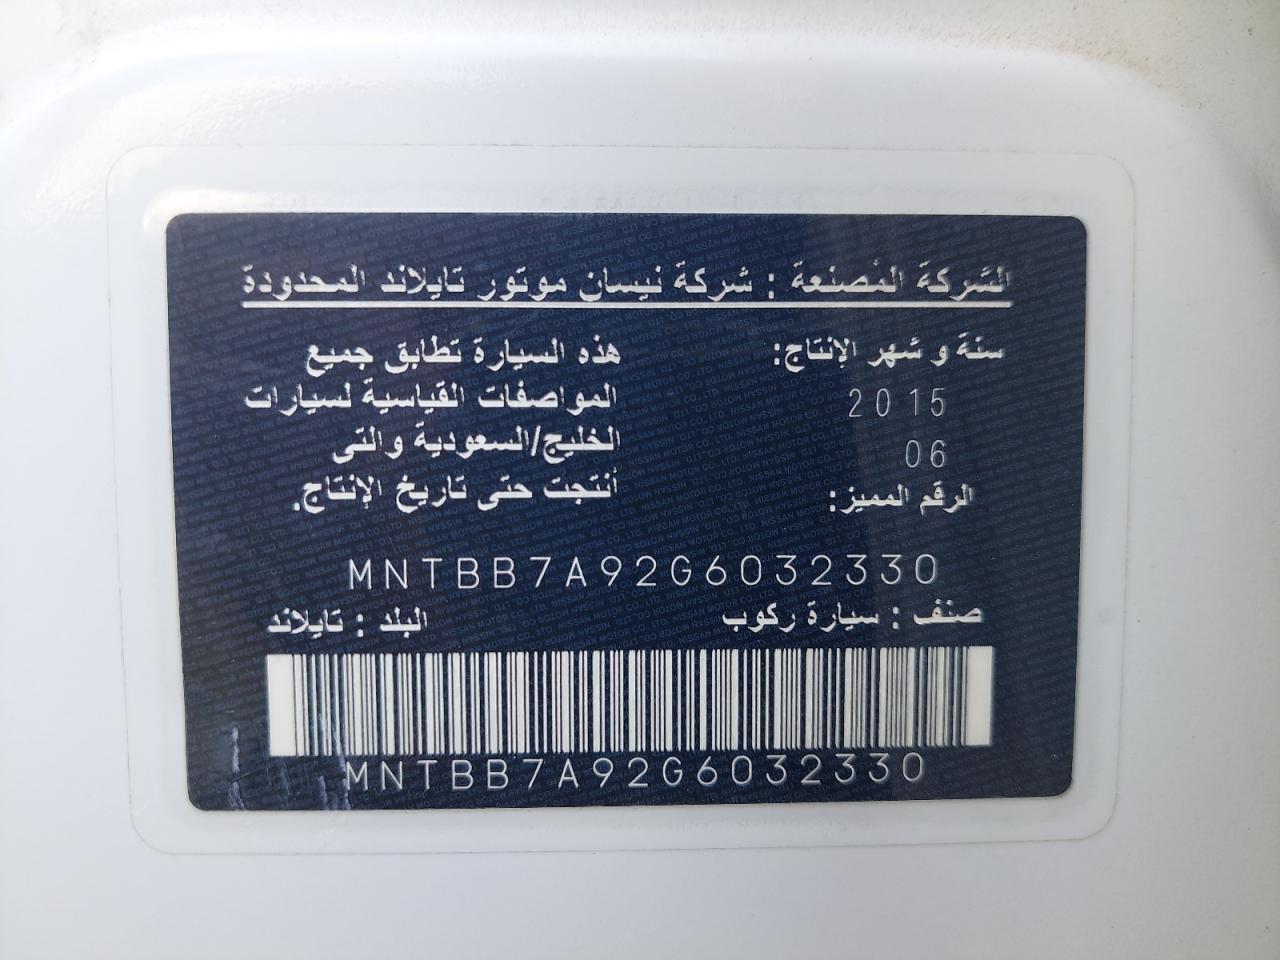 الشركة المصنعة : شركة نيسان موتور تايلاند المحدودة
سنة و شهر الإنتاج:
2015
06
الرقم المميز:
هذه السيارة تطابق جميع
المواصفات القياسية لسيارات
الخليج/السعودية والتى
أنتجت حتى تاريخ الإنتاج.
MNTBB7A92G6032330
صنف : سيارة ركوب
البلد : تايلاند
MNTBB7A92G6032330